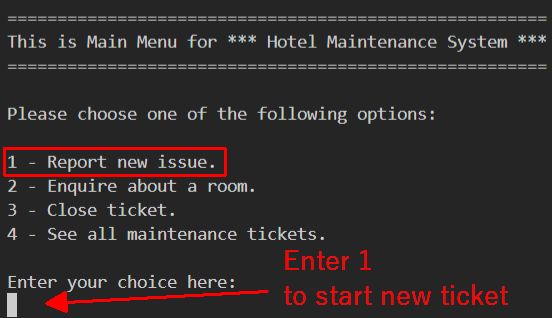 ======================================================
This is Main Menu for *** Hotel Maintenance System ***
======================================================
Please choose one of the following options:
1 - Report new issue.
2 - Enquire about a room.
3 - Close ticket.
4 - See all maintenance tickets.
Enter your choice here:
Enter 1
to start new ticket